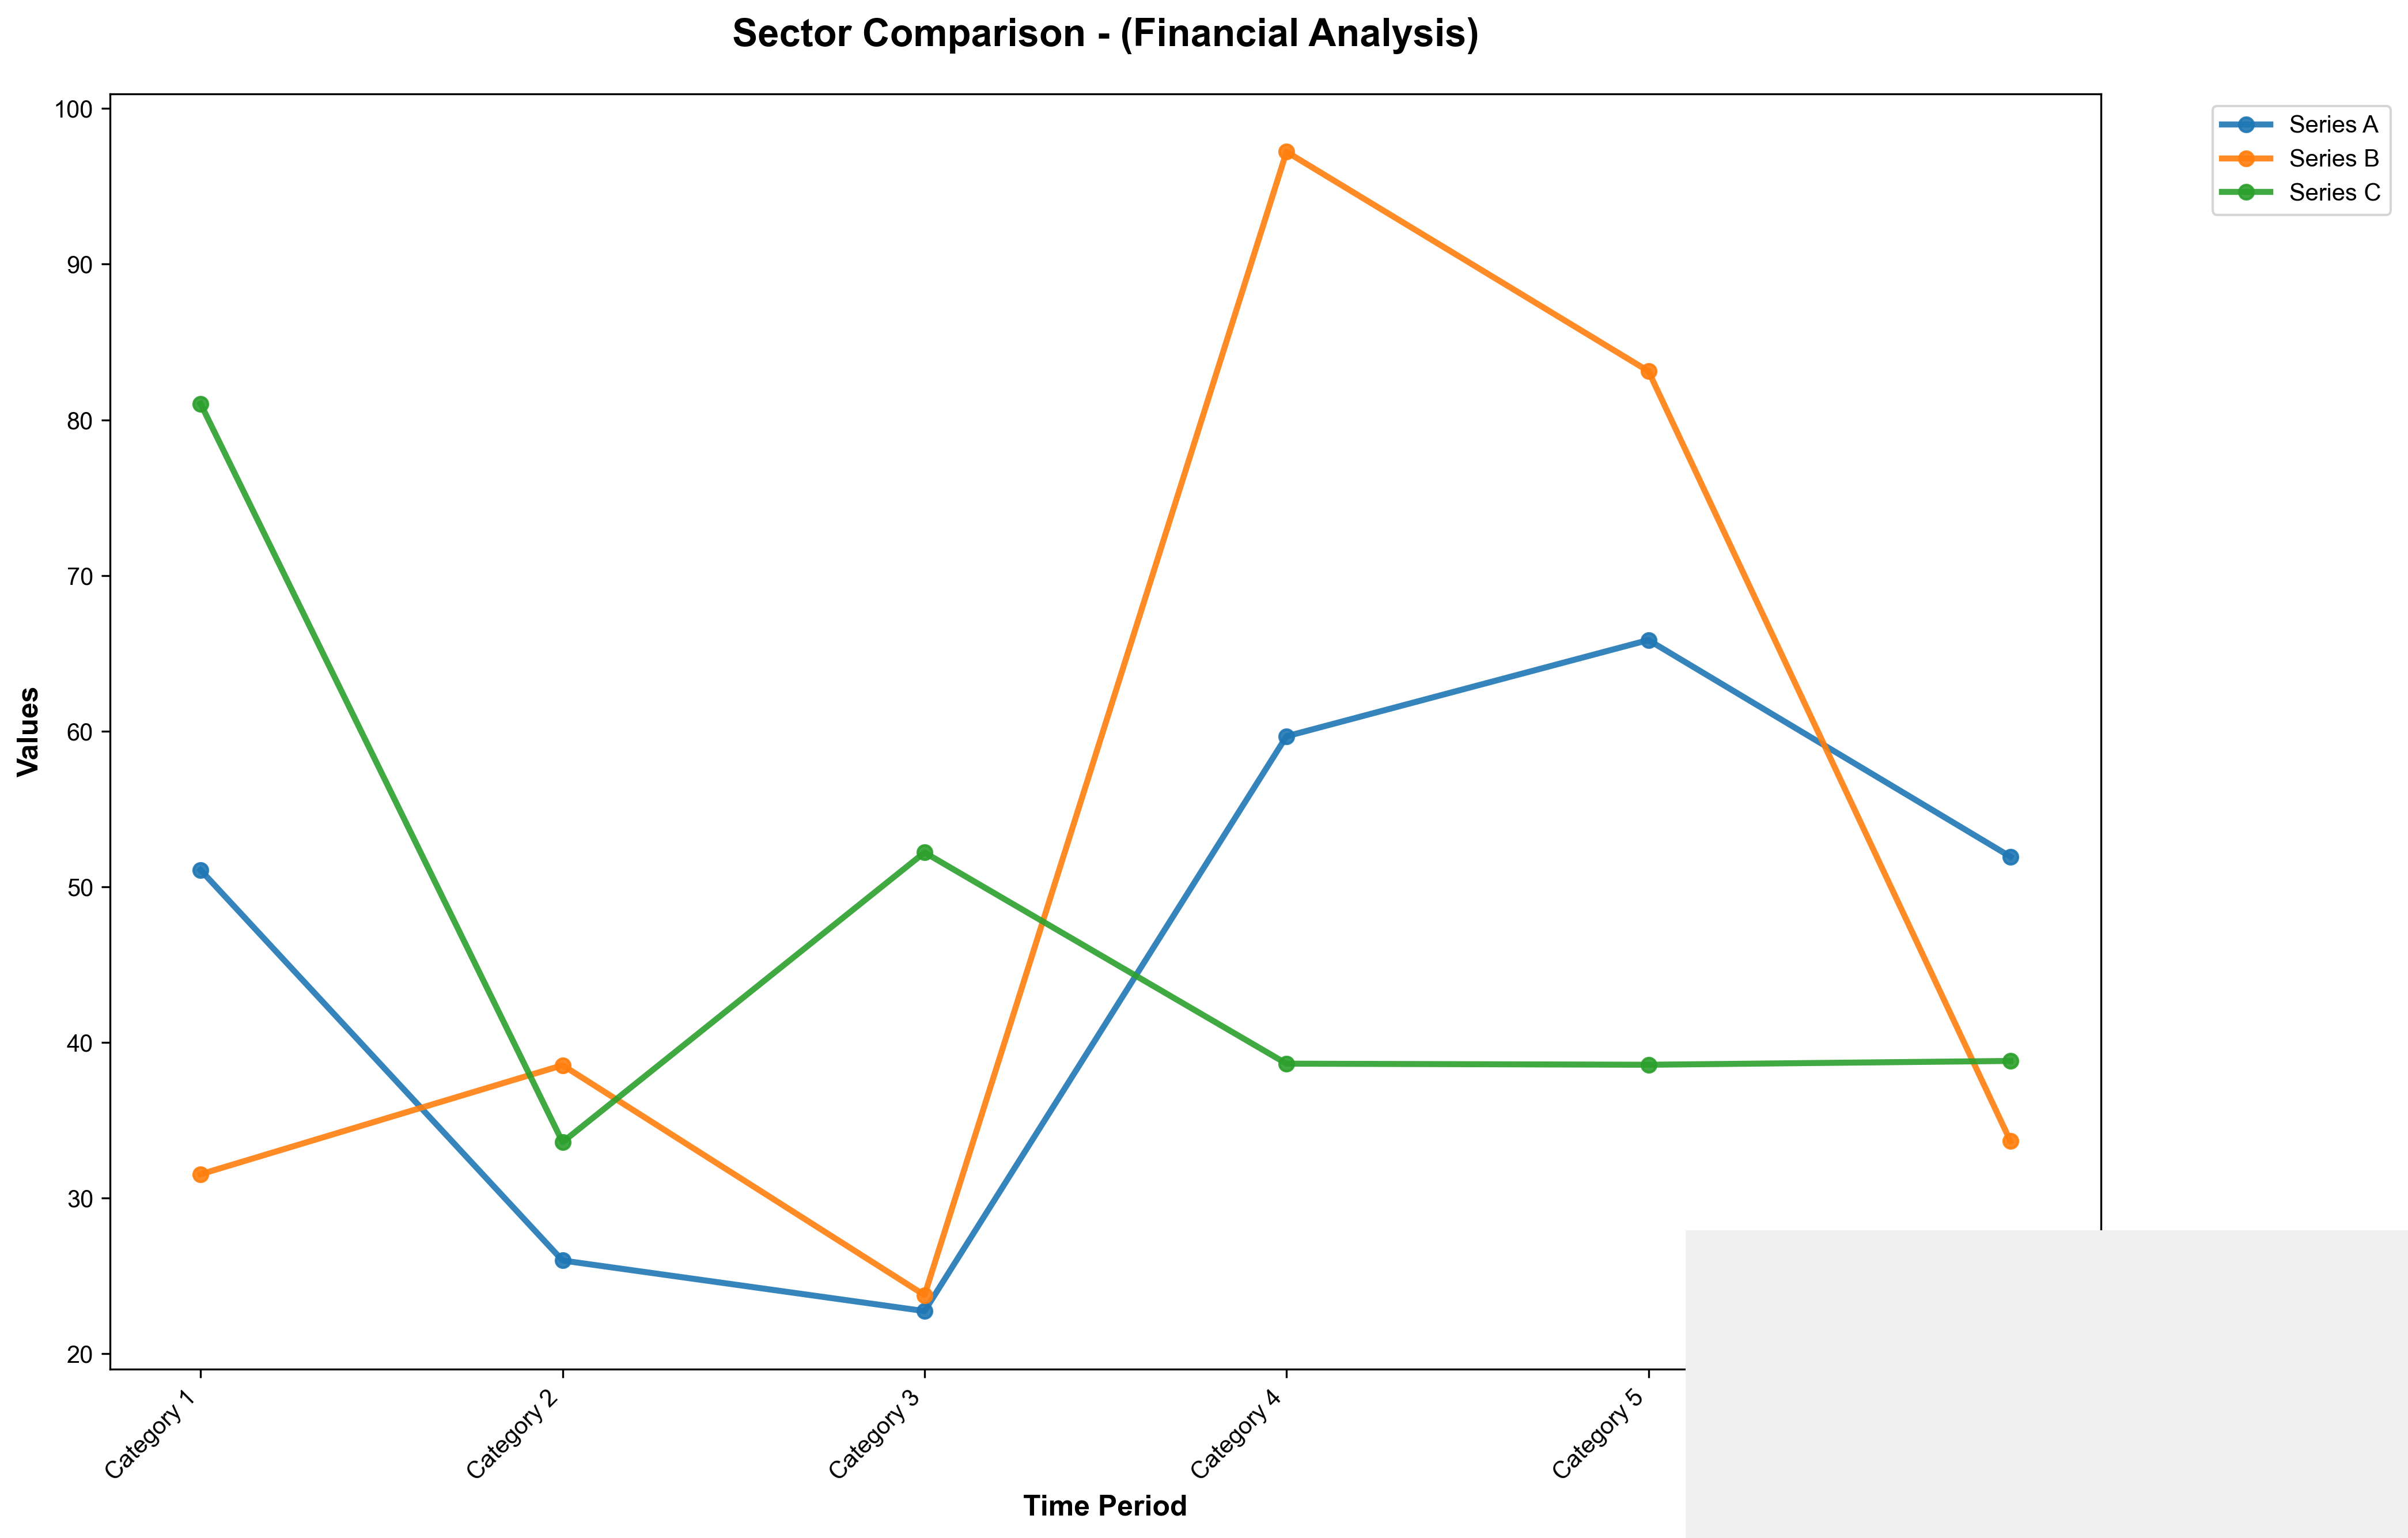 Sector Comparison - (Financial Analysis)
Series A
Series B
Series C
Values
100
90
80
70
60
50
40
30
20
Category 1
Category 2
Category 3
Category 4
Category 5
Time Period